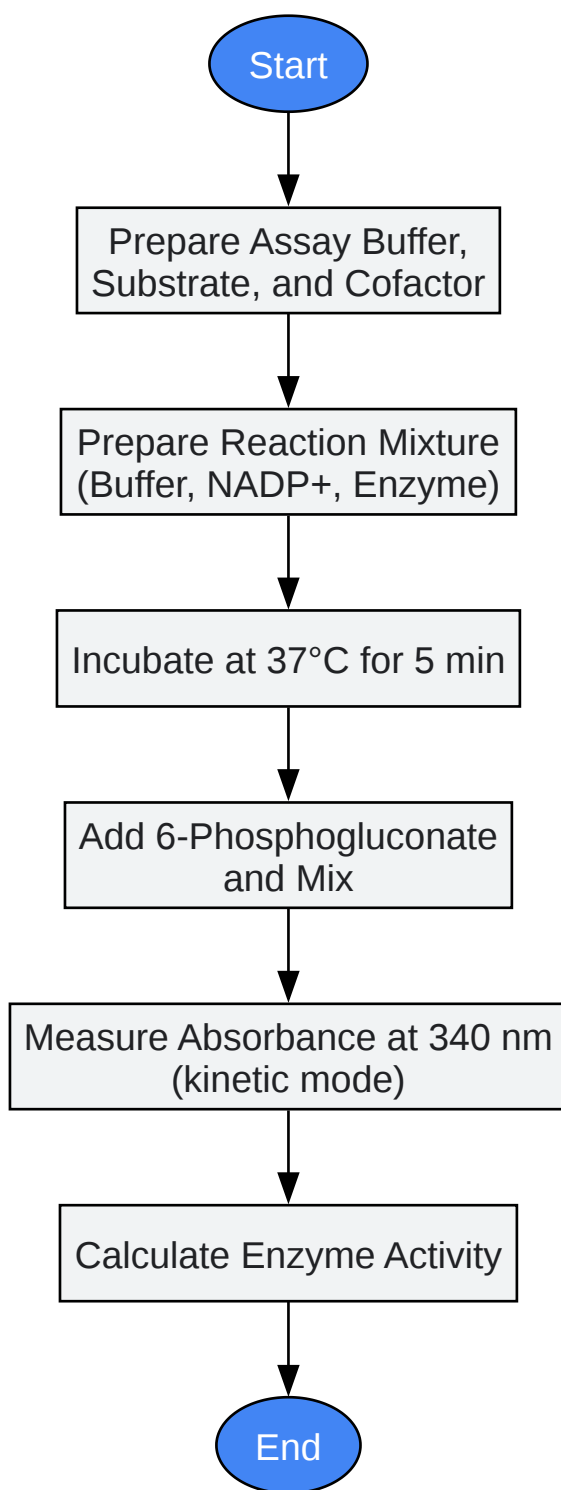 Start
Prepare Assay Buffer,
Substrate, and Cofactor
Prepare Reaction Mixture
(Buffer, NADP+, Enzyme)
Incubate at 37°C for 5 min
Add 6-Phosphogluconate
and Mix
Measure Absorbance at 340 nm
(kinetic mode)
Calculate Enzyme Activity
End